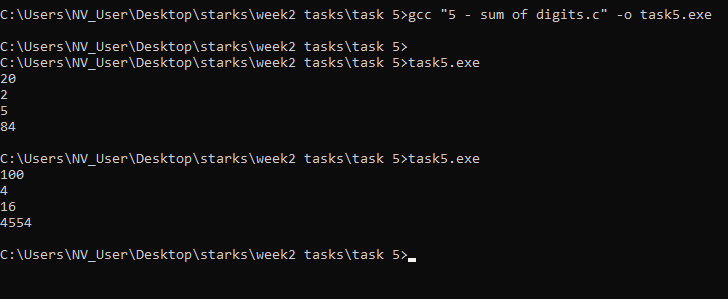 C:\Users\NV_User\Desktop\starks\week2 tasks\task 5>gcc "5 - sum of digits.c" -o task5.exe
C:\Users\NV_User\Desktop\starks\week2 tasks\task 5>
C:\Users\NV_User\Desktop\starks\week2 tasks\task 5>task5.exe
20
2
5
84
C:\Users\NV_User\Desktop\starks\week2 tasks\task 5>task5.exe
100
4
16
4554
C:\Users\NV_User\Desktop\starks\week2 tasks\task 5>